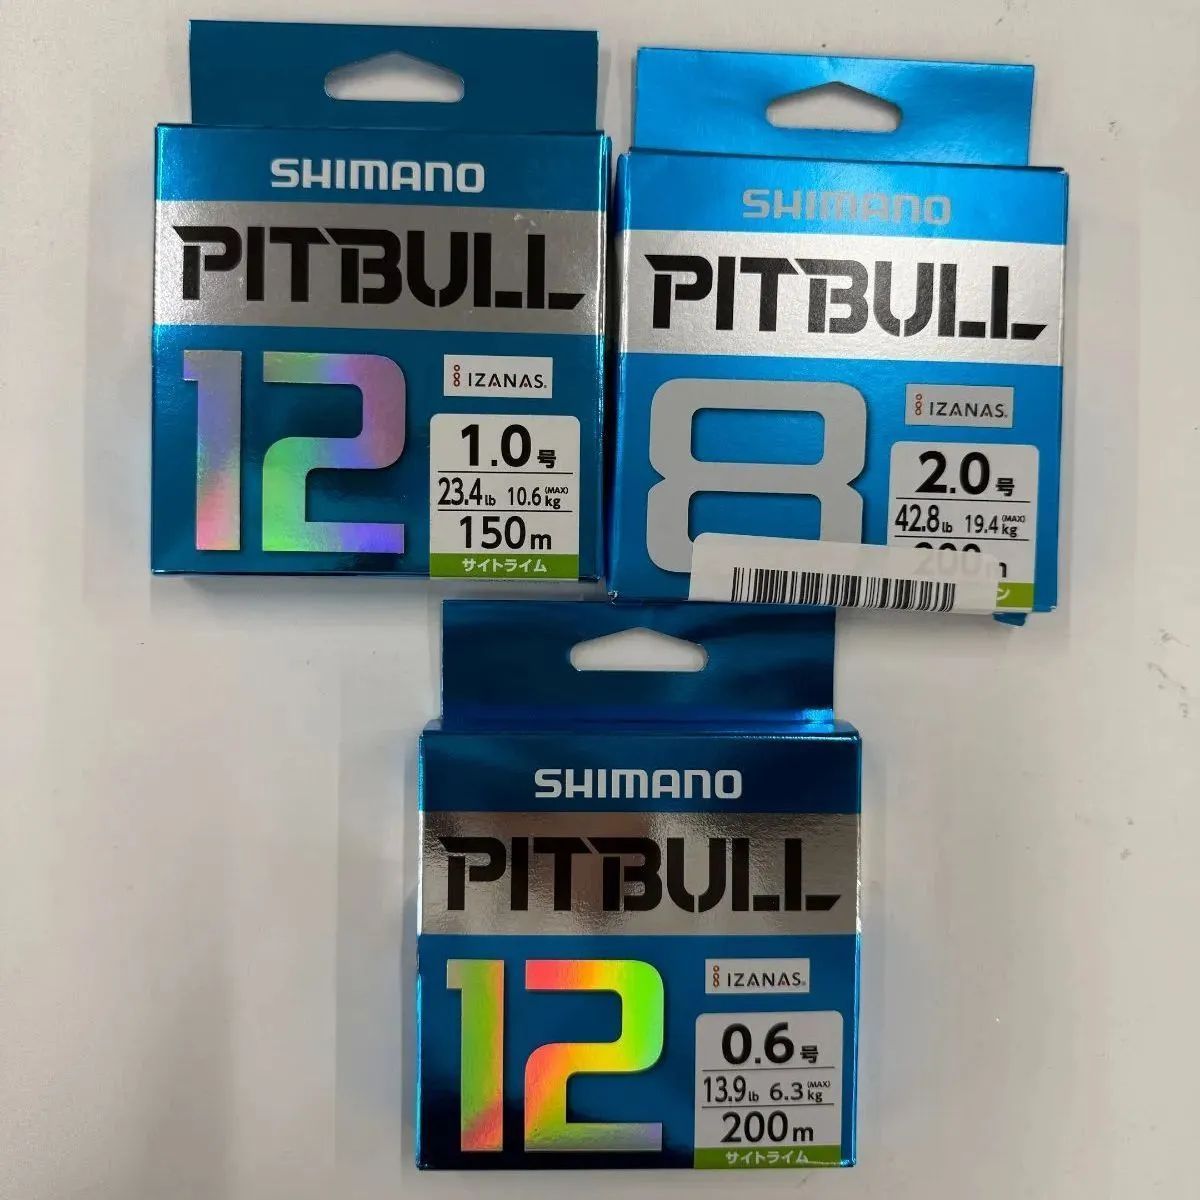 SHIMANO
PITBULL
12
IZANAS
1.0号
23.4lb 10.6kg (MAX)
150m
サイトライム
SHIMANO
PITBULL
8
IZANAS
2.0号
42.8lb 19.4kg (MAX)
200m
ン
SHIMANO
PITBULL
12
IZANAS
0.6号
13.9lb 6.3kg (MAX)
200m
サイトライム